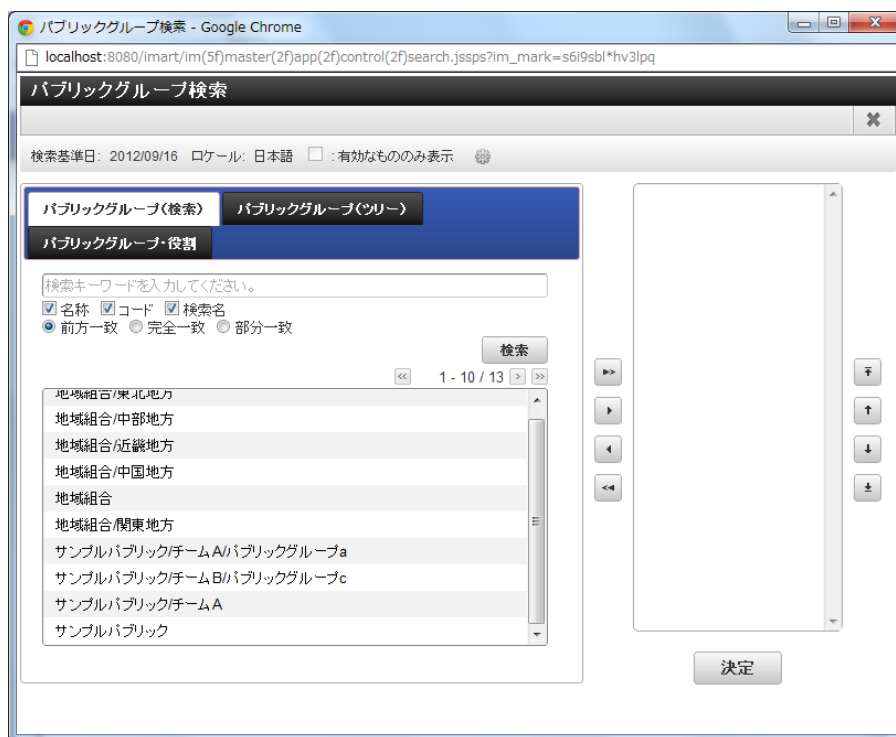 パブリックグループ検索 - Google Chrome
localhost:8080/imart/im(5f)master(2f)app(2f)control(2f)search.jssps?im_mark=s6i9sbl*hv3lpq
パブリックグループ検索
検索基準日: 2012/09/16 ロケール: 日本語 : 有効なもののみ表示
パブリックグループ(検索) パブリックグループ(ツリー)
パブリックグループ・役割
検索キーワードを入力してください。
名称 コード 検索名
前方一致 完全一致 部分一致
検索
1 - 10 / 13
地域組合/東北地方
地域組合/中部地方
地域組合/近畿地方
地域組合/中国地方
地域組合
地域組合/関東地方
サンプルパブリック/チームA/パブリックグループa
サンプルパブリック/チームB/パブリックグループc
サンプルパブリック/チームA
サンプルパブリック
決定